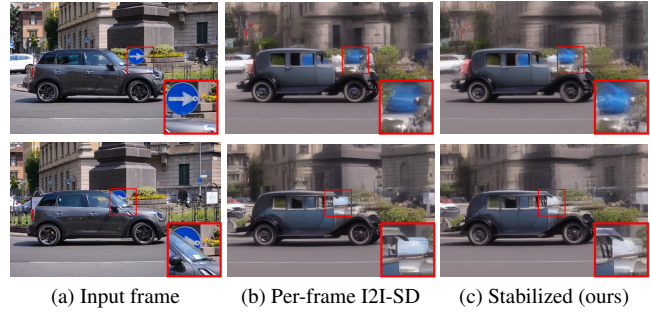 (a) Input frame
(b) Per-frame I2I-SD
(c) Stabilized (ours)